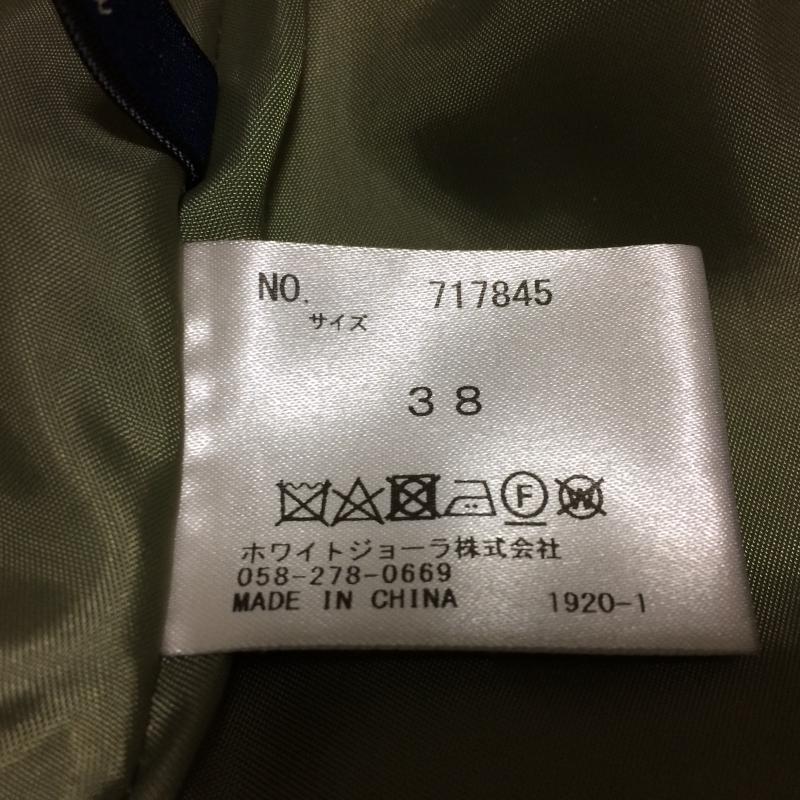 NO. 717845
サイズ
38
F W
ホワイトジョーラ株式会社
058-278-0669
MADE IN CHINA 1920-1